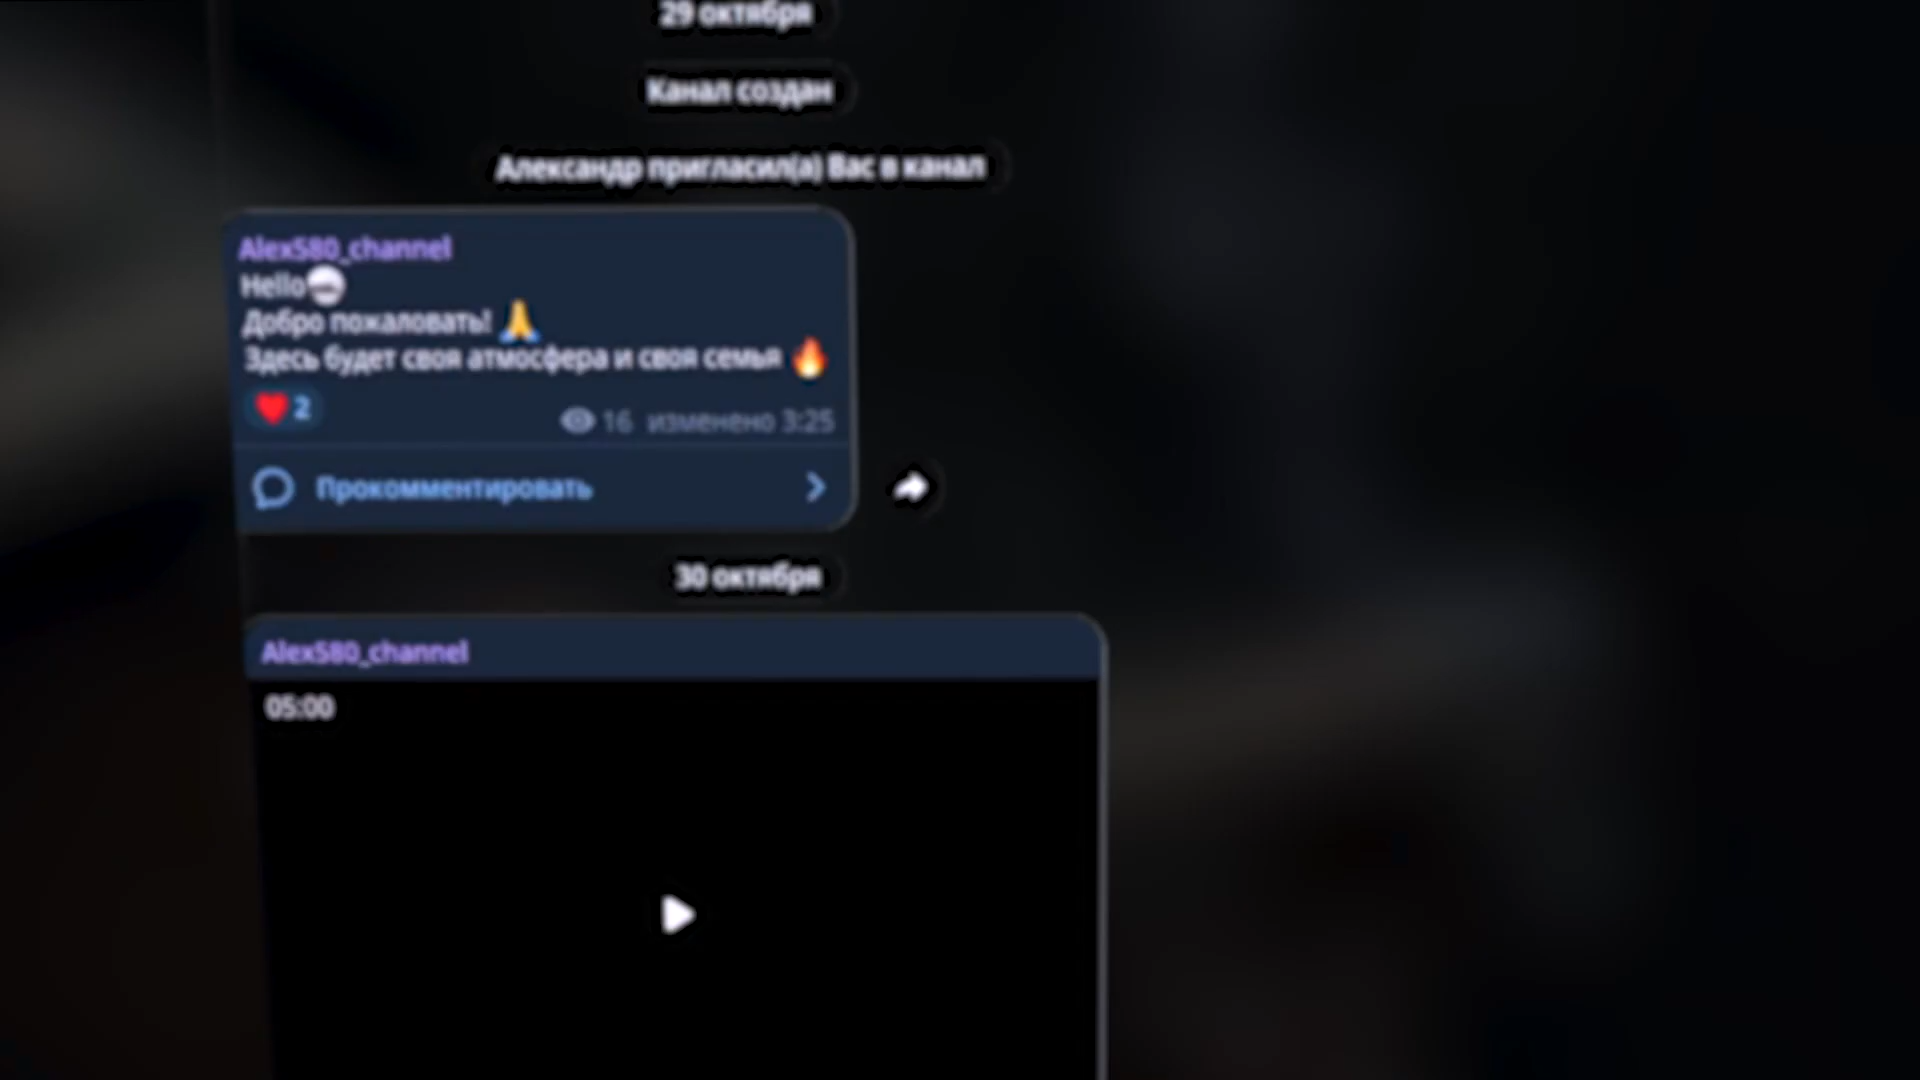 29 октября
Канал создан
Александр пригласил(а) Вас в канал
Alex580_channel
Hello
Добро пожаловать! 🙏
Здесь будет своя атмосфера и своя семья 🔥
❤️ 2
16 изменено 3:25
Прокомментировать
30 октября
Alex580_channel
05:00